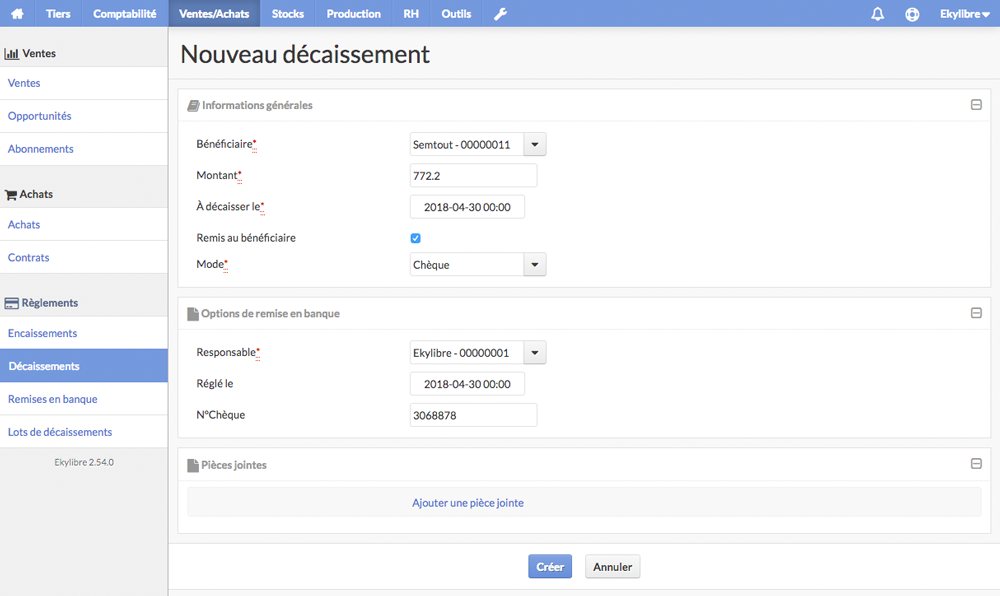 Tiers Comptabilité Ventes/Achats Stocks Production RH Outils Ekylibre
Ventes
Ventes
Opportunités
Abonnements
Achats
Achats
Contrats
Règlements
Encaissements
Décaissements
Remises en banque
Lots de décaissements
Ekylibre 2.54.0
Nouveau décaissement
Informations générales
Bénéficiaire* Semtout - 00000011
Montant* 772.2
À décaisser le* 2018-04-30 00:00
Remis au bénéficiaire
Mode* Chèque
Options de remise en banque
Responsable* Ekylibre - 00000001
Réglé le 2018-04-30 00:00
N°Chèque 3068878
Pièces jointes
Ajouter une pièce jointe
Créer Annuler